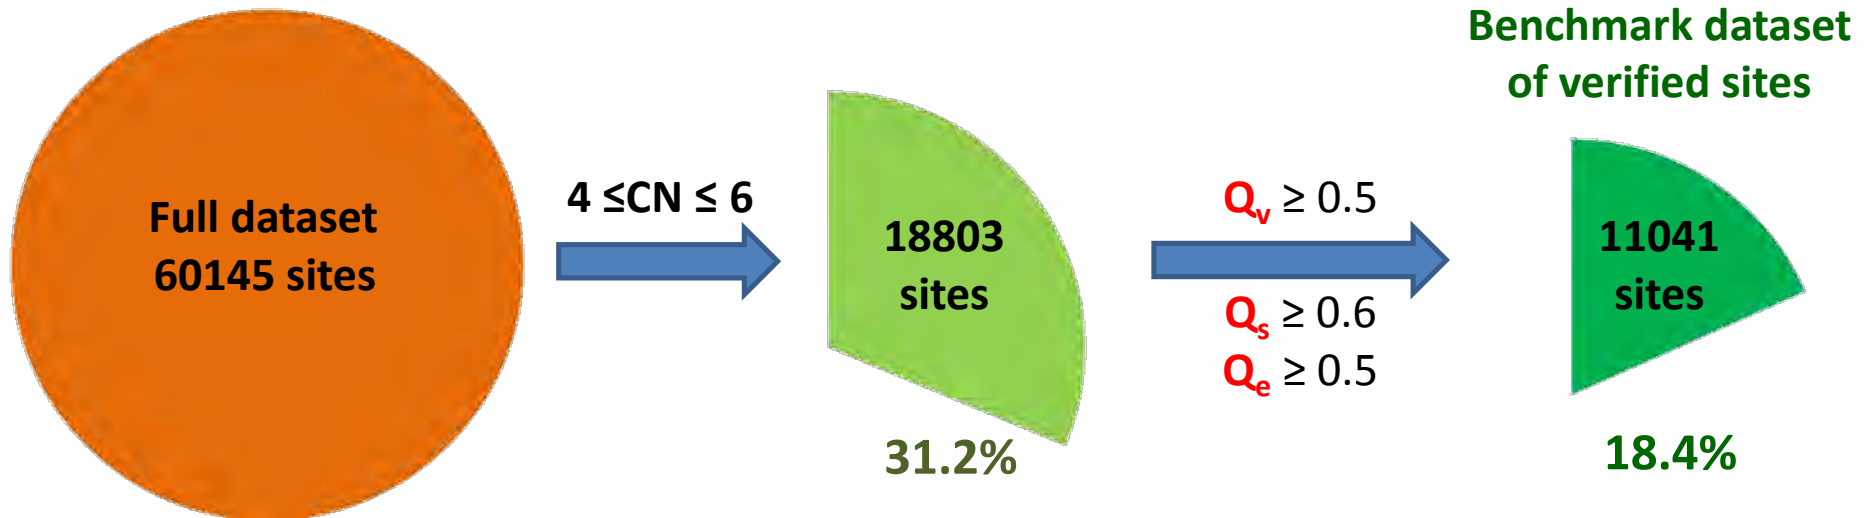 Full dataset
60145 sites
4 ≤CN ≤ 6
18803
sites
31.2%
Qv ≥ 0.5
Qs ≥ 0.6
Qe ≥ 0.5
Benchmark dataset
of verified sites
11041
sites
18.4%